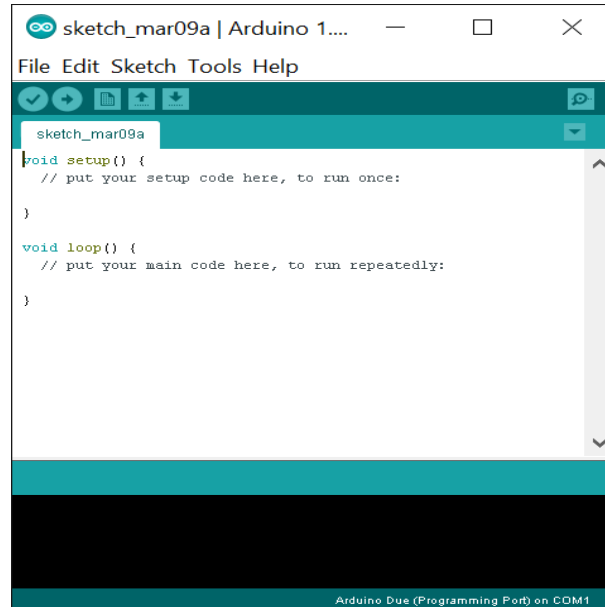 sketch_mar09a | Arduino 1....
File Edit Sketch Tools Help
sketch_mar09a
void setup() {
  // put your setup code here, to run once:
}
void loop() {
  // put your main code here, to run repeatedly:
}
Arduino Due (Programming Port) on COM1